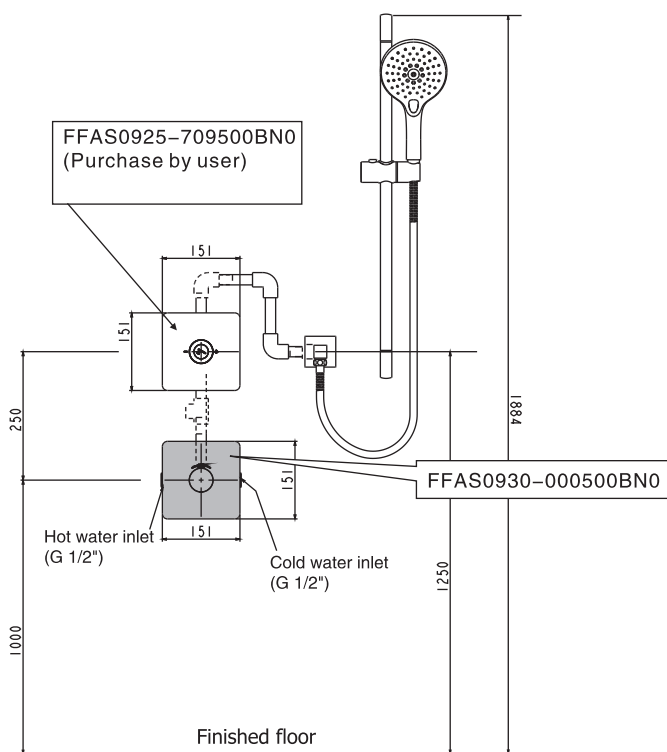 FFAS0925-709500BN0
(Purchase by user)
151
151
250
1884
FFAS0930-000500BN0
151
151
Hot water inlet
(G 1/2")
Cold water inlet
(G 1/2")
1250
1000
Finished floor